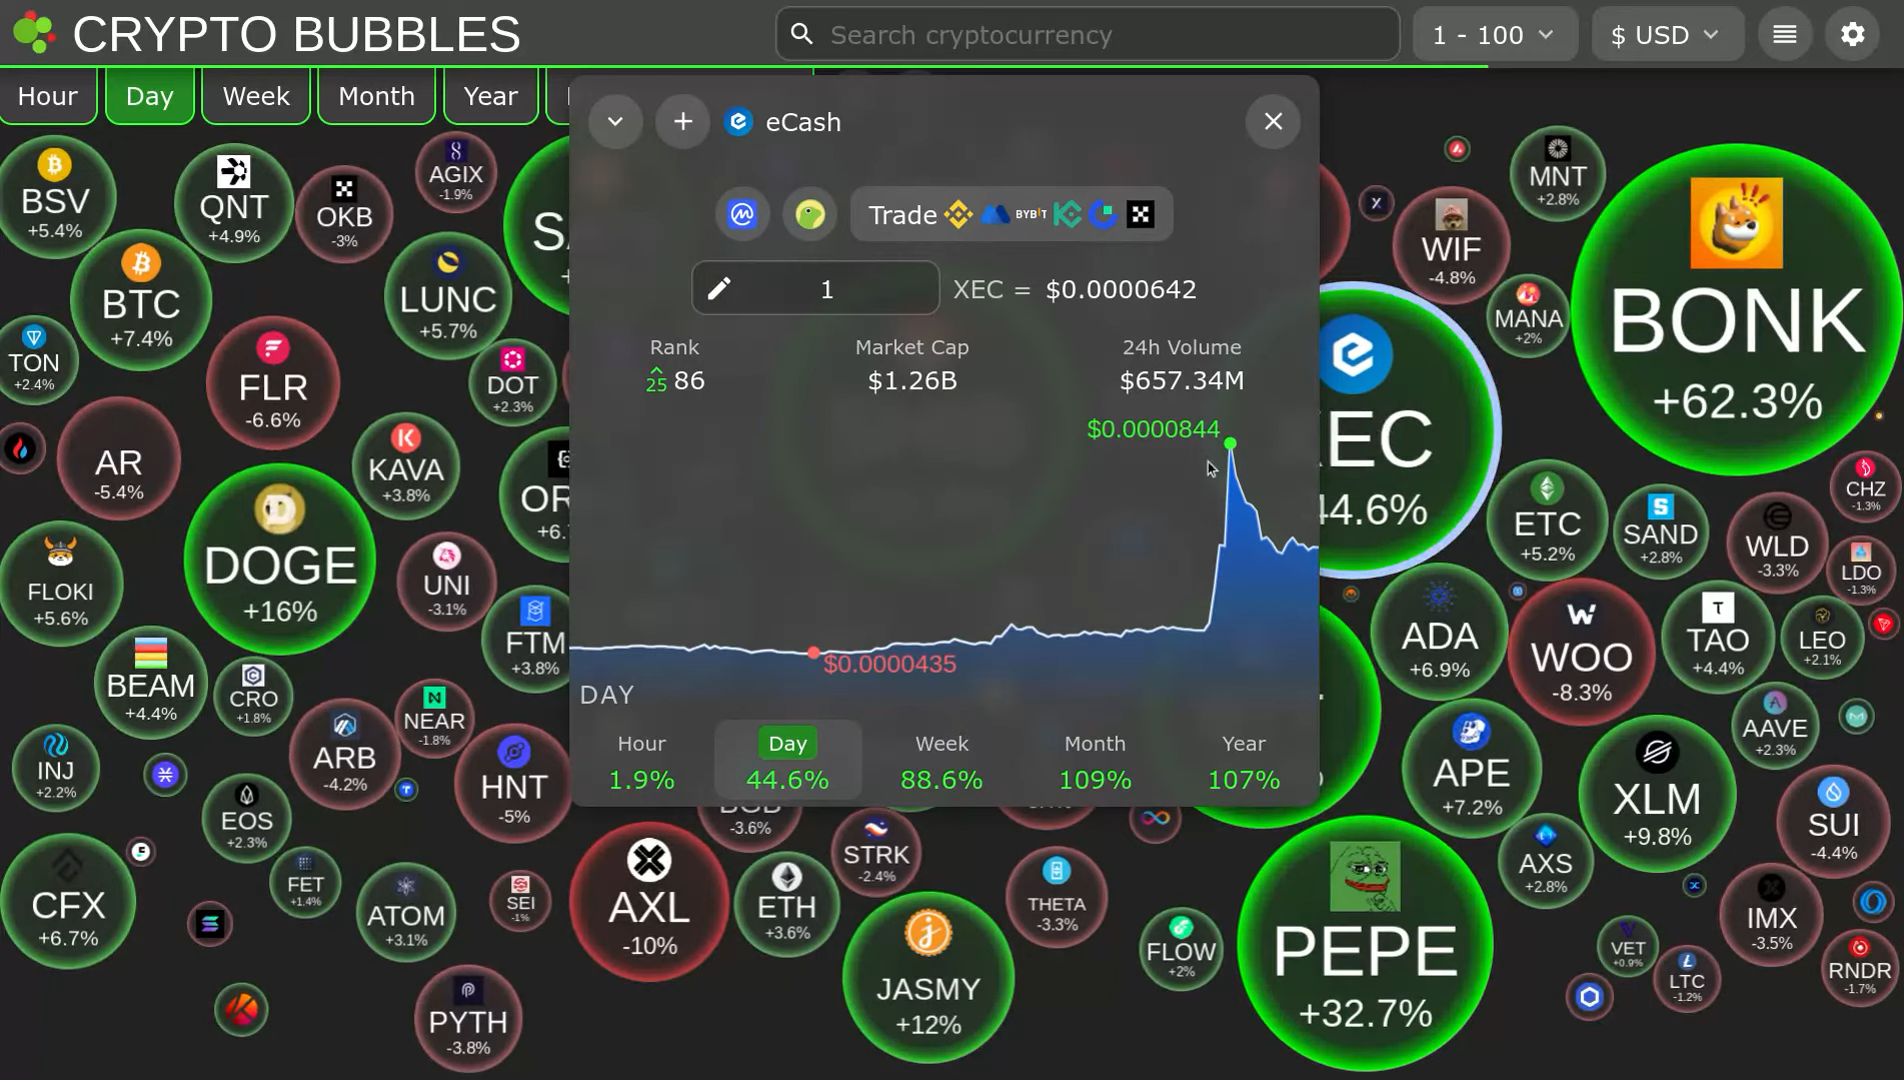 CRYPTO BUBBLES
Search cryptocurrency
1 - 100
$ USD
Hour
Day
Week
Month
Year
eCash
Trade
BYBIT
1
XEC =
$0.0000642
Rank
Market Cap
24h Volume
25 86
$1.26B
$657.34M
$0.0000844
$0.0000435
DAY
Hour
Day
Week
Month
Year
1.9%
44.6%
88.6%
109%
107%
BSV
+5.4%
QNT
+4.9%
OKB
-3%
AGIX
-1.9%
BTC
+7.4%
LUNC
+5.7%
TON
+2.4%
FLR
-6.6%
DOT
+2.3%
AR
-5.4%
KAVA
+3.8%
DOGE
+16%
UNI
-3.1%
FLOKI
+5.6%
FTM
+3.8%
BEAM
+4.4%
CRO
+1.8%
NEAR
-1.8%
ARB
-4.2%
HNT
-5%
INJ
+2.2%
EOS
+2.3%
CFX
+6.7%
FET
+1.4%
ATOM
+3.1%
SEI
-1%
PYTH
-3.8%
AXL
-10%
-3.6%
ETH
+3.6%
STRK
-2.4%
JASMY
+12%
THETA
-3.3%
FLOW
+2%
PEPE
+32.7%
MNT
+2.8%
WIF
-4.8%
MANA
+2%
BONK
+62.3%
EC
44.6%
ETC
+5.2%
SAND
+2.8%
WLD
-3.3%
CHZ
-1.3%
LDO
-1.3%
ADA
+6.9%
WOO
-8.3%
TAO
+4.4%
LEO
+2.1%
AAVE
+2.3%
APE
+7.2%
XLM
+9.8%
SUI
-4.4%
AXS
+2.8%
IMX
-3.5%
VET
+0.9%
LTC
-1.2%
RNDR
-1.7%